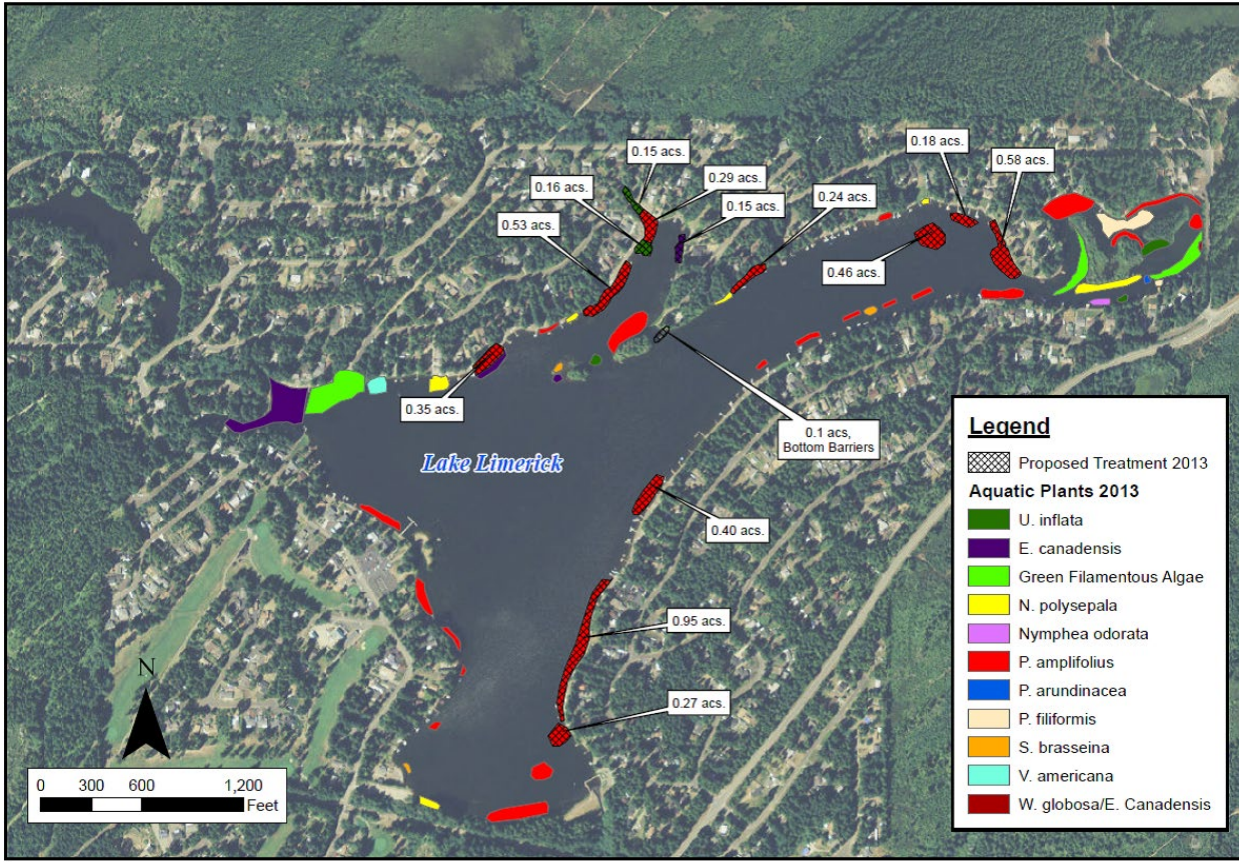 0.15 acs.
0.18 acs.
0.16 acs.
0.29 acs.
0.58 acs.
0.53 acs.
0.15 acs.
0.24 acs.
0.46 acs.
0.35 acs.
0.1 acs,
Bottom Barriers
Lake Limerick
0.40 acs.
0.95 acs.
0.27 acs.
N
0 300 600 1,200
Feet
Legend
Proposed Treatment 2013
Aquatic Plants 2013
U. inflata
E. canadensis
Green Filamentous Algae
N. polysepala
Nymphea odorata
P. amplifolius
P. arundinacea
P. filiformis
S. brasseina
V. americana
W. globosa/E. Canadensis